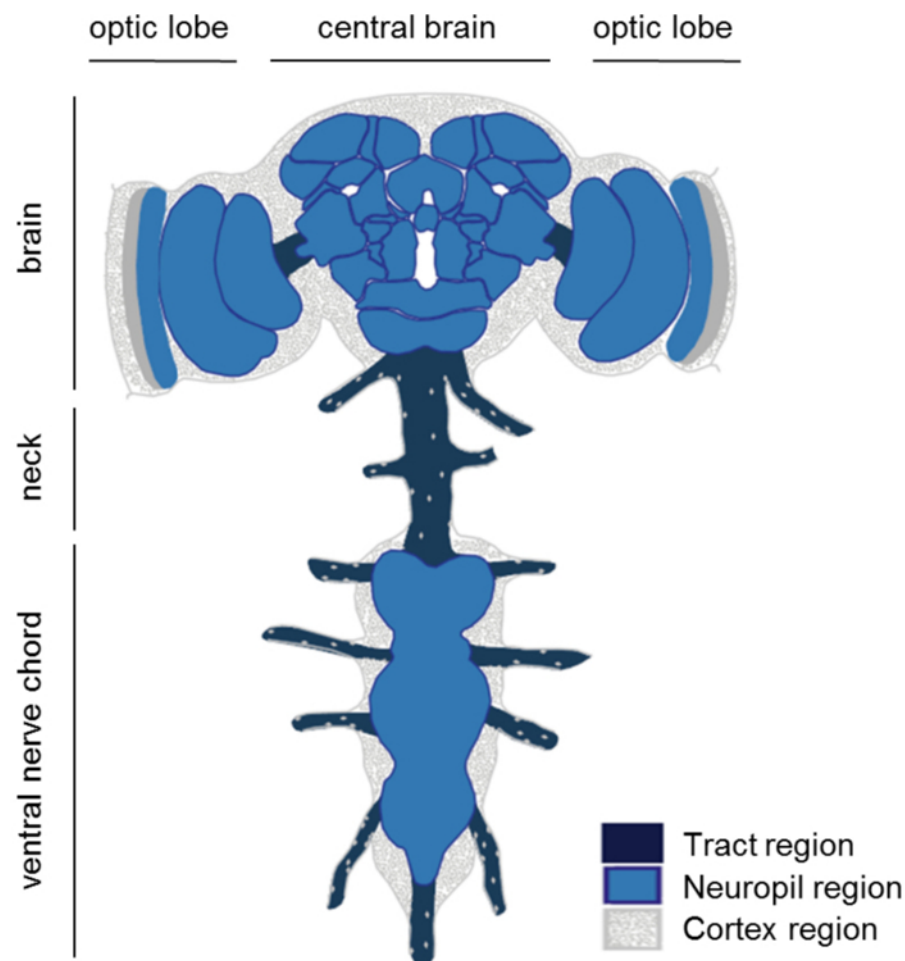 optic lobe
central brain
optic lobe
brain
neck
ventral nerve chord
Tract region
Neuropil region
Cortex region